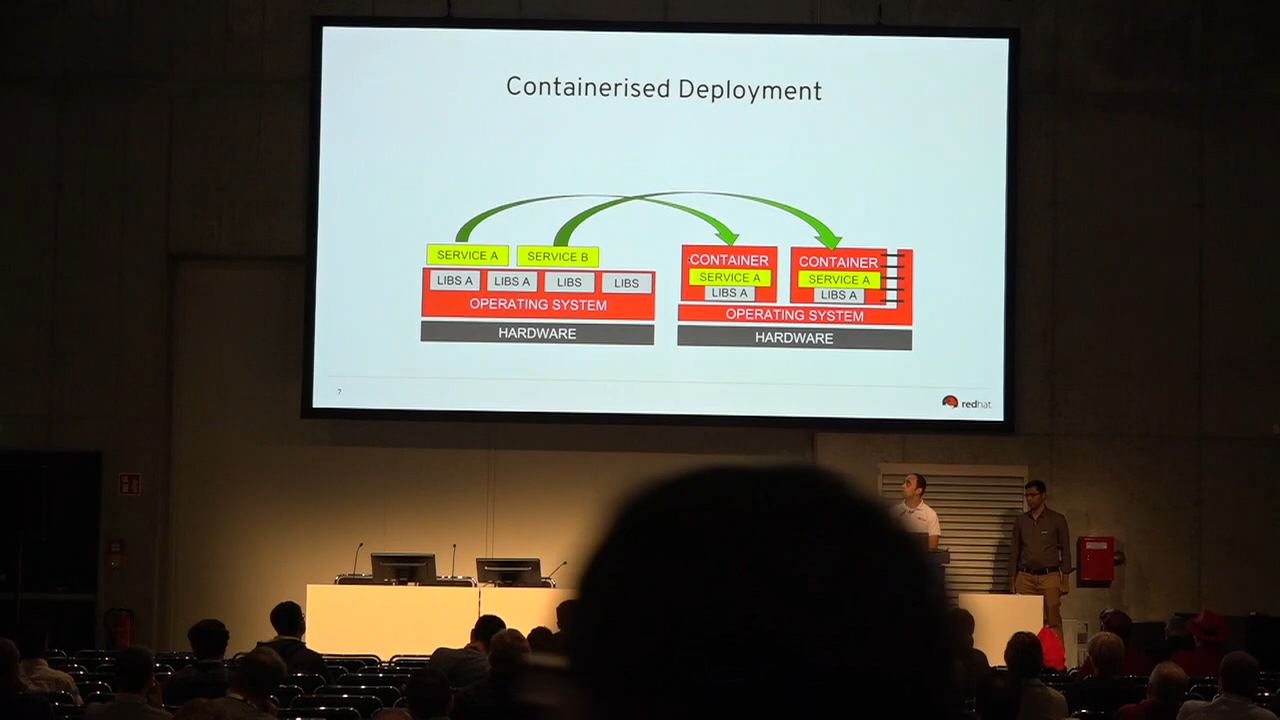 Containerised Deployment
SERVICE A SERVICE B
LIBS A LIBS A LIBS LIBS
OPERATING SYSTEM
HARDWARE
CONTAINER CONTAINER
SERVICE A SERVICE A
LIBS A LIBS A
OPERATING SYSTEM
HARDWARE
7
redhat